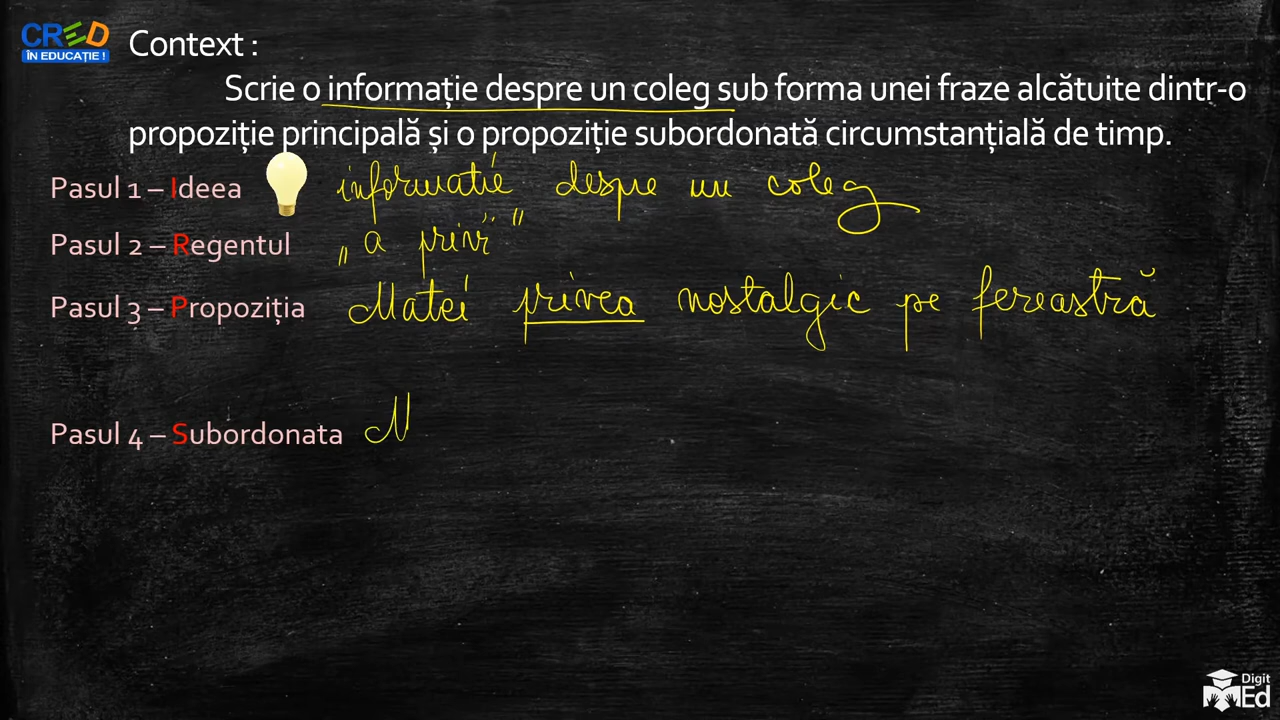 CRED
ÎN EDUCAȚIE !
Context :
Scrie o informație despre un coleg sub forma unei fraze alcătuite dintr-o
propoziție principală și o propoziție subordonată circumstanțială de timp.
Pasul 1 – Ideea informatie despre un coleg
Pasul 2 – Regentul „a privi"
Pasul 3 – Propoziția Matei privea nostalgic pe fereastră
Pasul 4 – Subordonata M
Digit
Ed